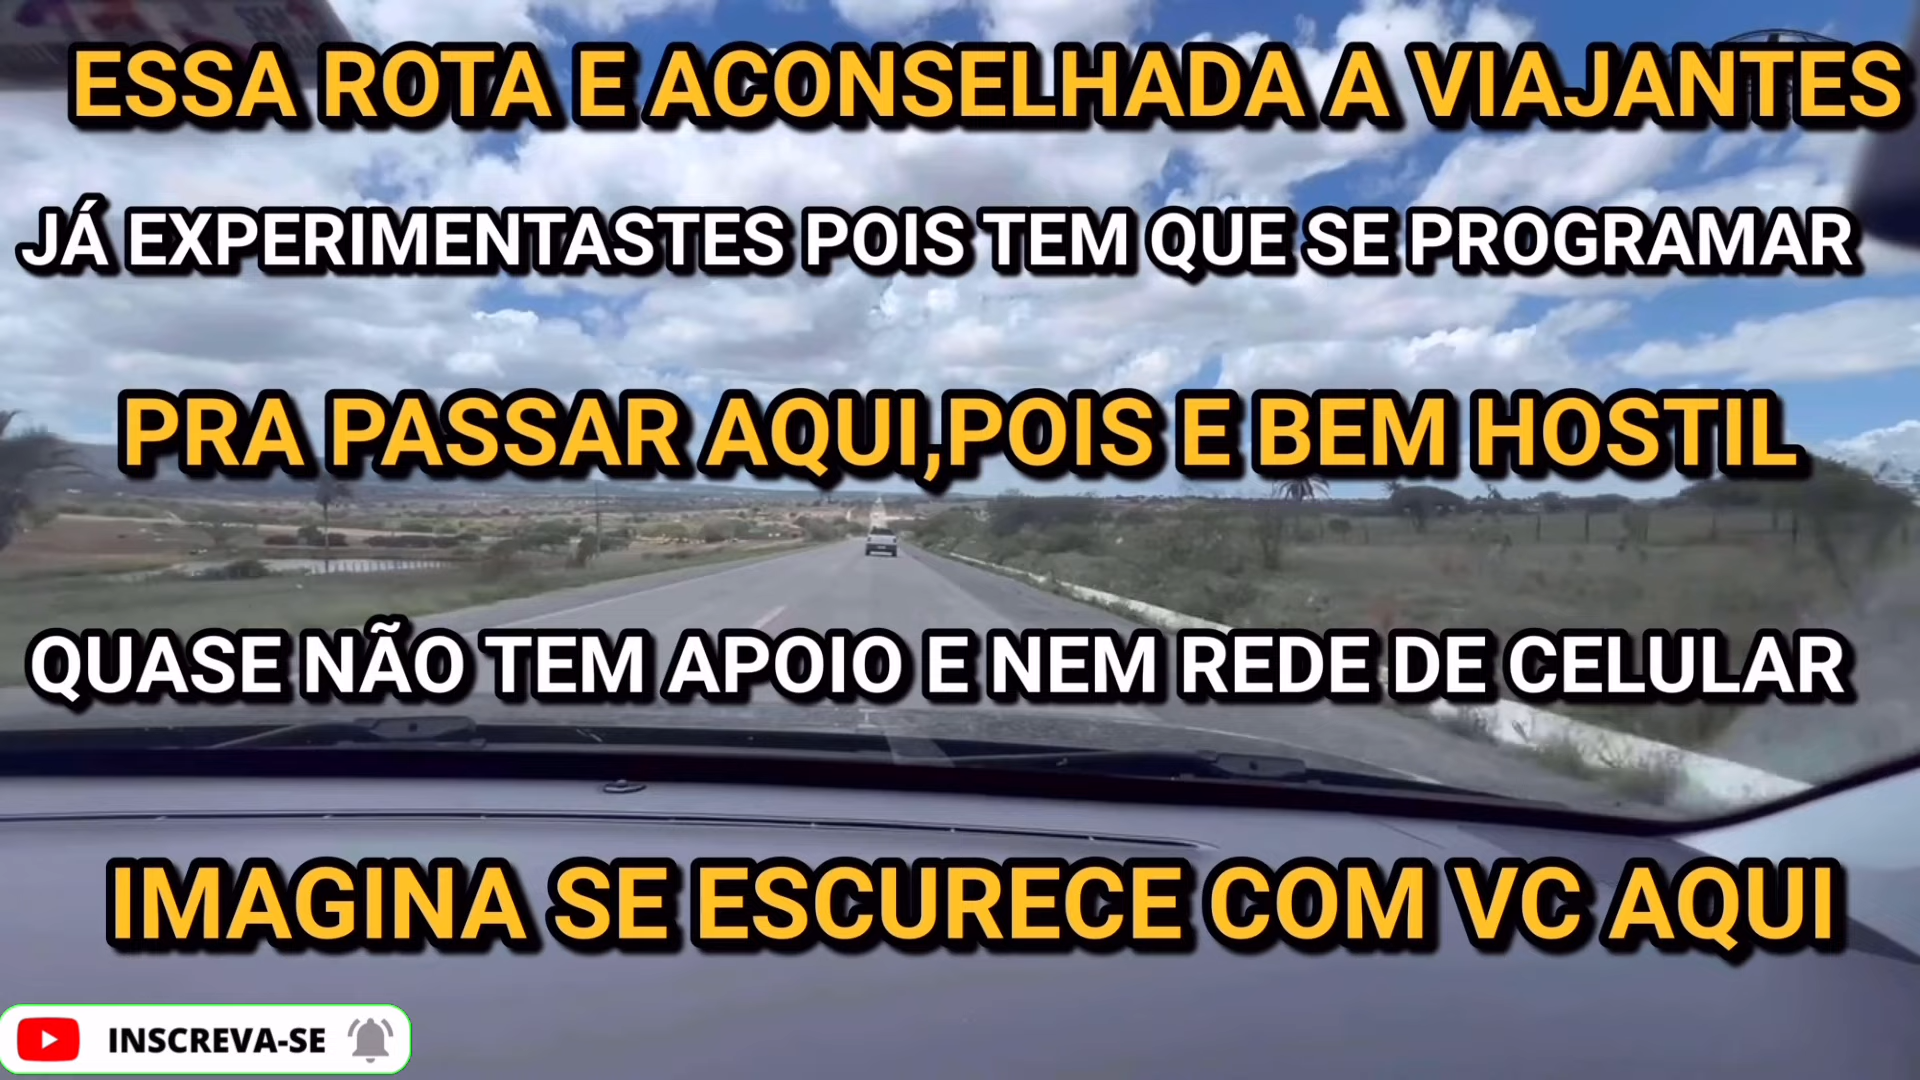 ESSA ROTA E ACONSELHADA A VIAJANTES
JÁ EXPERIMENTASTES POIS TEM QUE SE PROGRAMAR
PRA PASSAR AQUI,POIS E BEM HOSTIL
QUASE NÃO TEM APOIO E NEM REDE DE CELULAR
IMAGINA SE ESCURECE COM VC AQUI
INSCREVA-SE